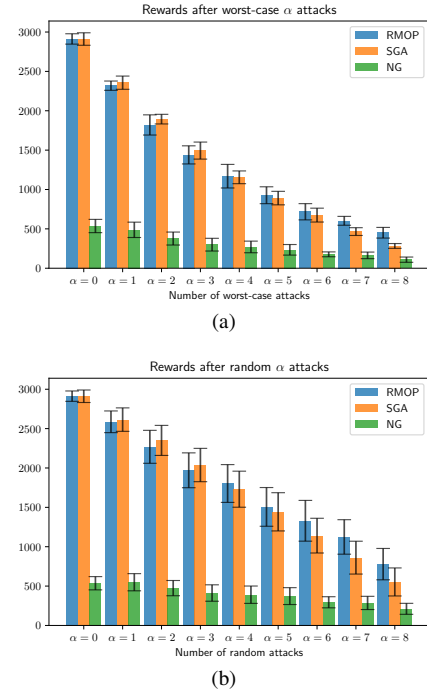 Rewards after worst-case α attacks
3000
2500
2000
1500
1000
500
0
RMOP
SGA
NG
α = 0 α = 1 α = 2 α = 3 α = 4 α = 5 α = 6 α = 7 α = 8
Number of worst-case attacks
(a)
Rewards after random α attacks
3000
2500
2000
1500
1000
500
0
RMOP
SGA
NG
α = 0 α = 1 α = 2 α = 3 α = 4 α = 5 α = 6 α = 7 α = 8
Number of random attacks
(b)